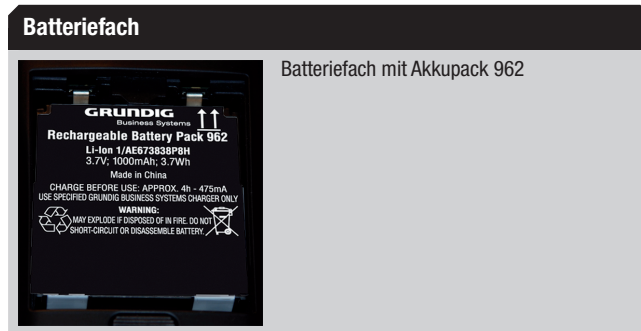 Batteriefach
Batteriefach mit Akkupack 962
GRUNDIG
Business Systems
Rechargeable Battery Pack 962
Li-Ion 1/AE673838P8H
3.7V; 1000mAh; 3.7Wh
Made in China
CHARGE BEFORE USE: APPROX. 4h - 475mA
USE SPECIFIED GRUNDIG BUSINESS SYSTEMS CHARGER ONLY
WARNING:
MAY EXPLODE IF DISPOSED OF IN FIRE. DO NOT
SHORT-CIRCUIT OR DISASSEMBLE BATTERY.